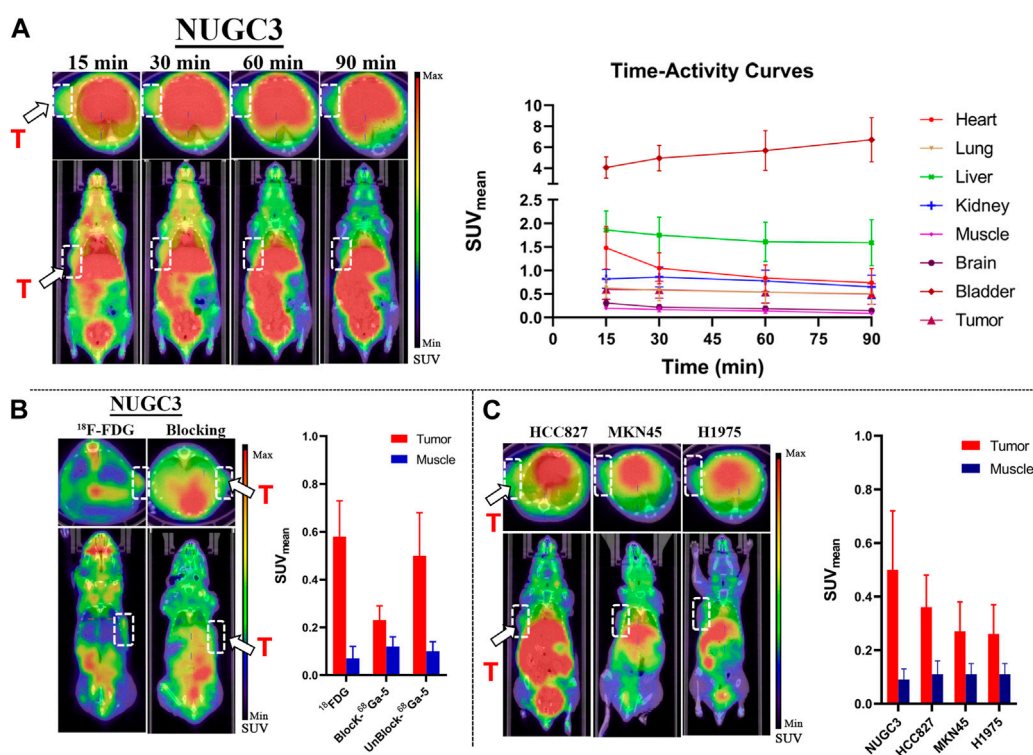 A
NUGC3
15 min 30 min 60 min 90 min
Max
T
T
Min
SUV
Time-Activity Curves
SUVmean
10
8
6
4
2
2.0
1.5
1.0
0.5
0.0
0 15 30 45 60 75 90
Time (min)
Heart
Lung
Liver
Kidney
Muscle
Brain
Bladder
Tumor
B
NUGC3
18F-FDG Blocking
Max
T
T
Min
SUV
1.0
0.8
0.6
0.4
0.2
0.0
SUVmean
Tumor
Muscle
18FDG
BlocK-68Ga-5
UnBlock-68Ga-5
C
HCC827 MKN45 H1975
Max
T
T
Min
SUV
1.0
0.8
0.6
0.4
0.2
0.0
SUVmean
Tumor
Muscle
NUGC3
HCC827
MKN45
H1975